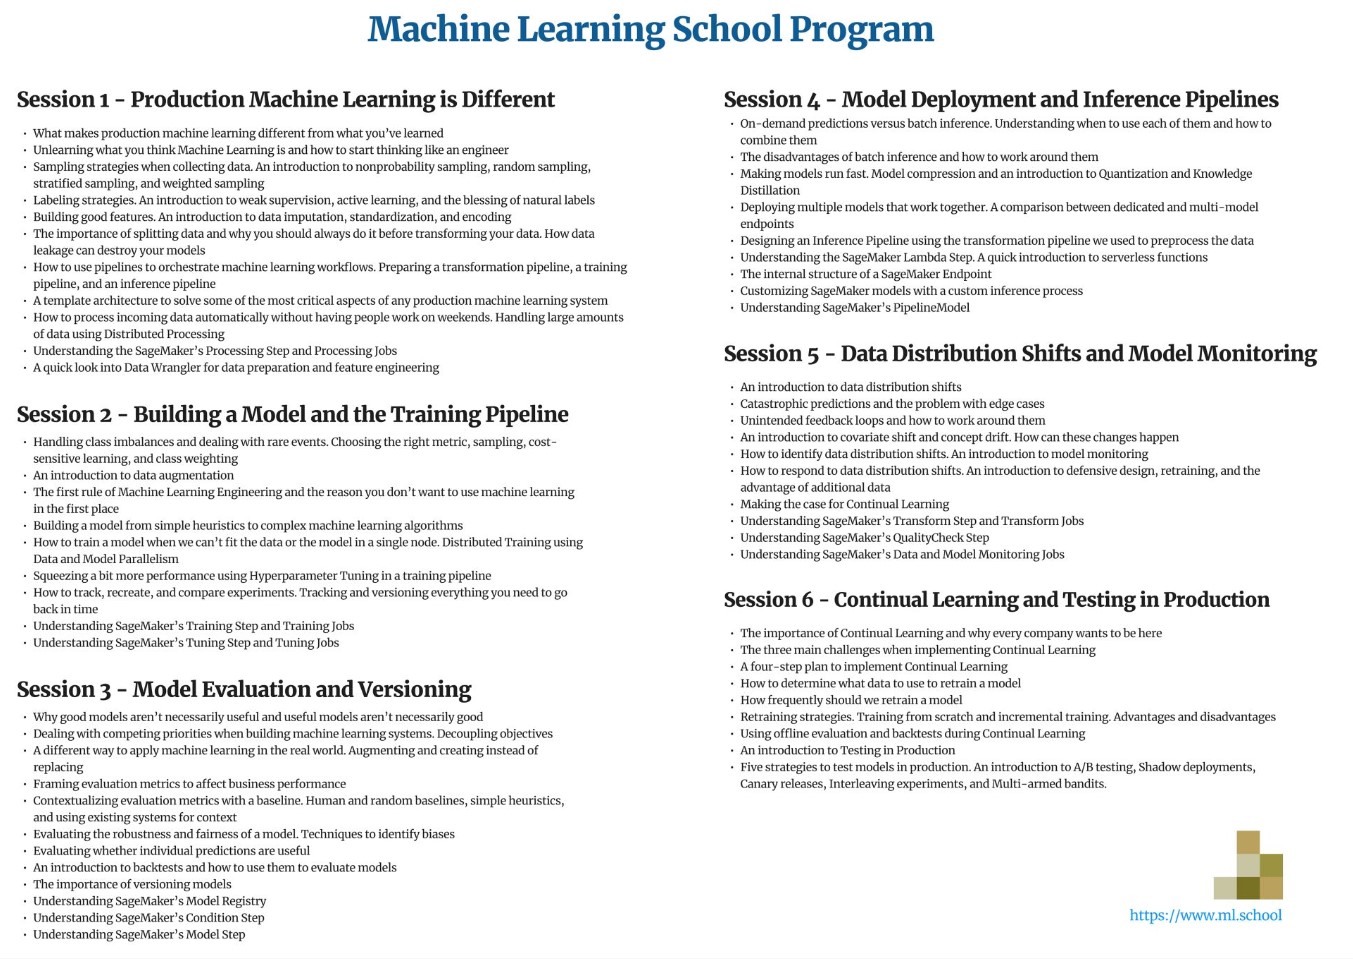 Machine Learning School Program
Session 1 - Production Machine Learning is Different
· What makes production machine learning different from what you’ve learned
· Unlearning what you think Machine Learning is and how to start thinking like an engineer
· Sampling strategies when collecting data. An introduction to nonprobability sampling, random sampling,
stratified sampling, and weighted sampling
· Labeling strategies. An introduction to weak supervision, active learning, and the blessing of natural labels
· Building good features. An introduction to data imputation, standardization, and encoding
· The importance of splitting data and why you should always do it before transforming your data. How data
leakage can destroy your models
· How to use pipelines to orchestrate machine learning workflows. Preparing a transformation pipeline, a training
pipeline, and an inference pipeline
· A template architecture to solve some of the most critical aspects of any production machine learning system
· How to process incoming data automatically without having people work on weekends. Handling large amounts
of data using Distributed Processing
· Understanding the SageMaker’s Processing Step and Processing Jobs
· A quick look into Data Wrangler for data preparation and feature engineering
Session 2 - Building a Model and the Training Pipeline
· Handling class imbalances and dealing with rare events. Choosing the right metric, sampling, cost-
sensitive learning, and class weighting
· An introduction to data augmentation
· The first rule of Machine Learning Engineering and the reason you don’t want to use machine learning
in the first place
· Building a model from simple heuristics to complex machine learning algorithms
· How to train a model when we can’t fit the data or the model in a single node. Distributed Training using
Data and Model Parallelism
· Squeezing a bit more performance using Hyperparameter Tuning in a training pipeline
· How to track, recreate, and compare experiments. Tracking and versioning everything you need to go
back in time
· Understanding SageMaker’s Training Step and Training Jobs
· Understanding SageMaker’s Tuning Step and Tuning Jobs
Session 3 - Model Evaluation and Versioning
· Why good models aren’t necessarily useful and useful models aren’t necessarily good
· Dealing with competing priorities when building machine learning systems. Decoupling objectives
· A different way to apply machine learning in the real world. Augmenting and creating instead of
replacing
· Framing evaluation metrics to affect business performance
· Contextualizing evaluation metrics with a baseline. Human and random baselines, simple heuristics,
and using existing systems for context
· Evaluating the robustness and fairness of a model. Techniques to identify biases
· Evaluating whether individual predictions are useful
· An introduction to backtests and how to use them to evaluate models
· The importance of versioning models
· Understanding SageMaker’s Model Registry
· Understanding SageMaker’s Condition Step
· Understanding SageMaker’s Model Step
Session 4 - Model Deployment and Inference Pipelines
· On-demand predictions versus batch inference. Understanding when to use each of them and how to
combine them
· The disadvantages of batch inference and how to work around them
· Making models run fast. Model compression and an introduction to Quantization and Knowledge
Distillation
· Deploying multiple models that work together. A comparison between dedicated and multi-model
endpoints
· Designing an Inference Pipeline using the transformation pipeline we used to preprocess the data
· Understanding the SageMaker Lambda Step. A quick introduction to serverless functions
· The internal structure of a SageMaker Endpoint
· Customizing SageMaker models with a custom inference process
· Understanding SageMaker’s PipelineModel
Session 5 - Data Distribution Shifts and Model Monitoring
· An introduction to data distribution shifts
· Catastrophic predictions and the problem with edge cases
· Unintended feedback loops and how to work around them
· An introduction to covariate shift and concept drift. How can these changes happen
· How to identify data distribution shifts. An introduction to model monitoring
· How to respond to data distribution shifts. An introduction to defensive design, retraining, and the
advantage of additional data
· Making the case for Continual Learning
· Understanding SageMaker’s Transform Step and Transform Jobs
· Understanding SageMaker’s QualityCheck Step
· Understanding SageMaker’s Data and Model Monitoring Jobs
Session 6 - Continual Learning and Testing in Production
· The importance of Continual Learning and why every company wants to be here
· The three main challenges when implementing Continual Learning
· A four-step plan to implement Continual Learning
· How to determine what data to use to retrain a model
· How frequently should we retrain a model
· Retraining strategies. Training from scratch and incremental training. Advantages and disadvantages
· Using offline evaluation and backtests during Continual Learning
· An introduction to Testing in Production
· Five strategies to test models in production. An introduction to A/B testing, Shadow deployments,
Canary releases, Interleaving experiments, and Multi-armed bandits.
https://www.ml.school